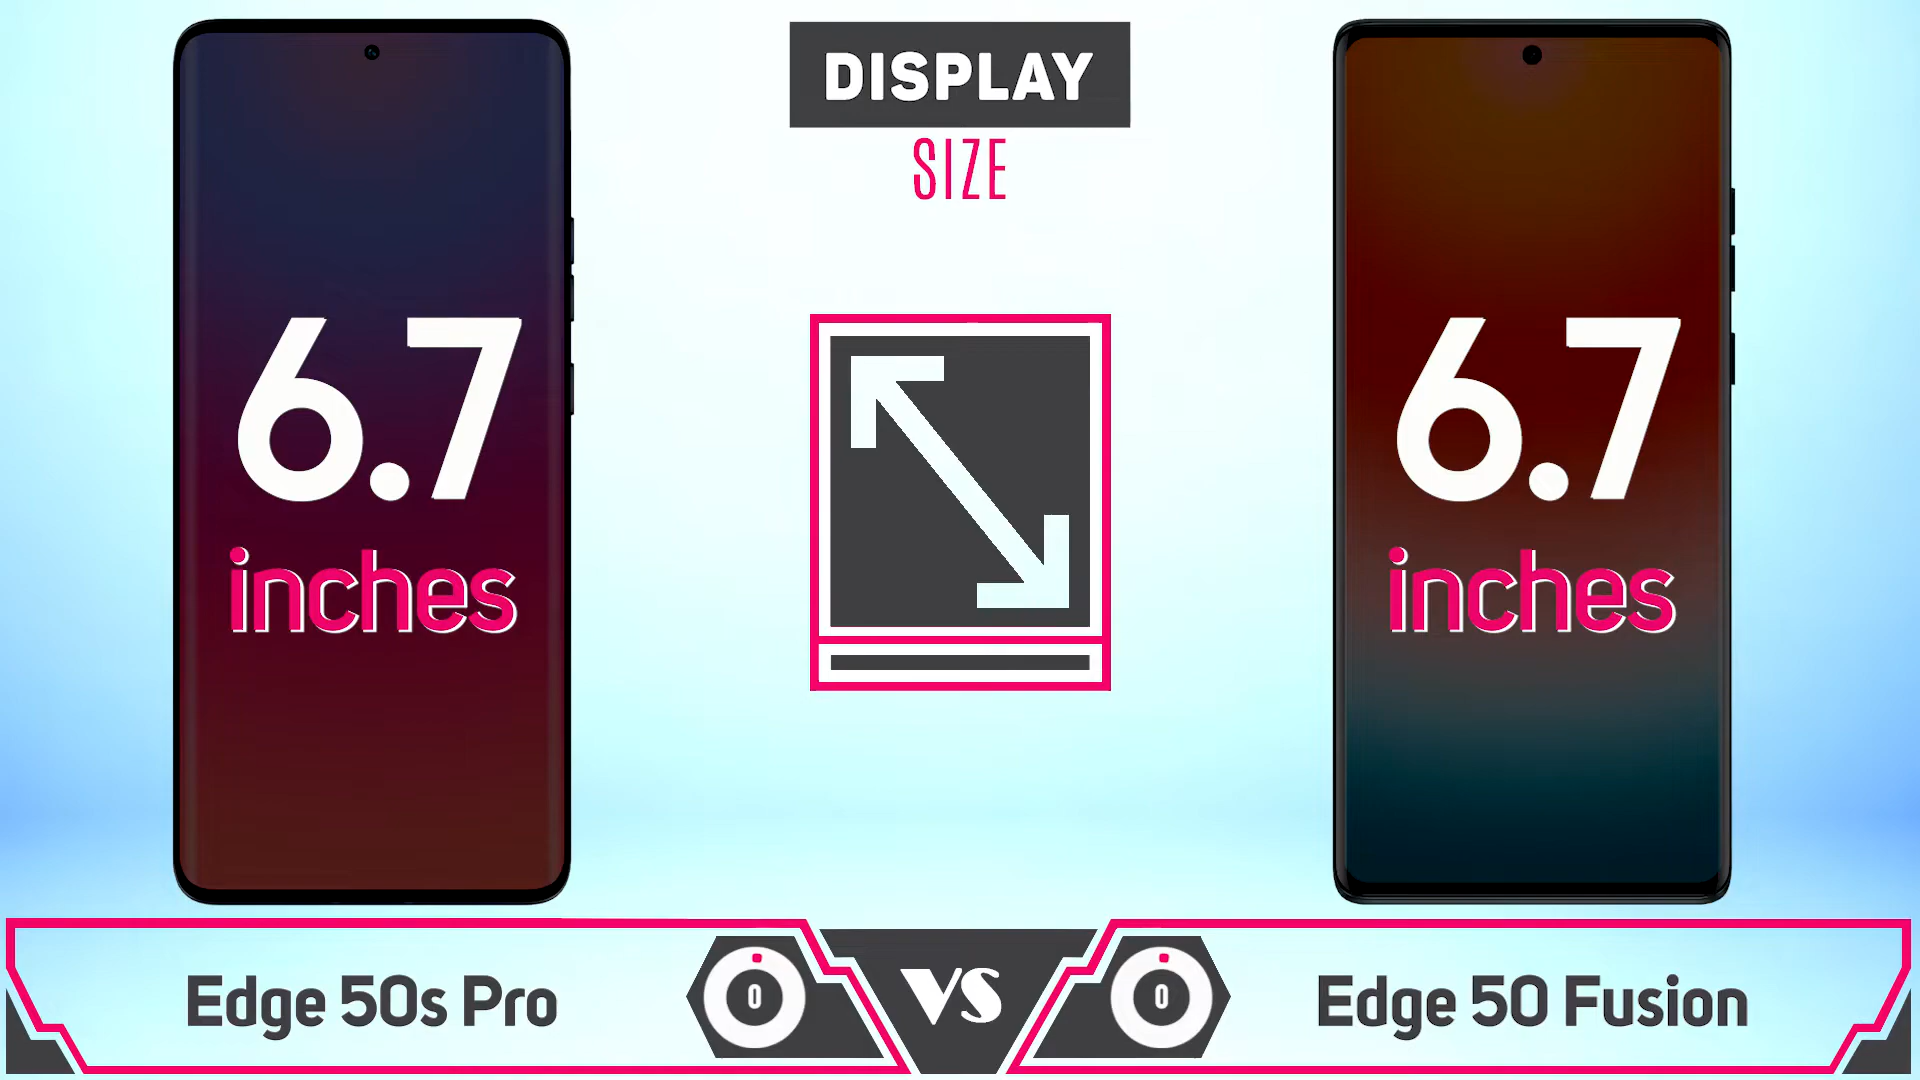 DISPLAY
SIZE
6.7
inches
6.7
inches
Edge 50s Pro
0
VS
0
Edge 50 Fusion